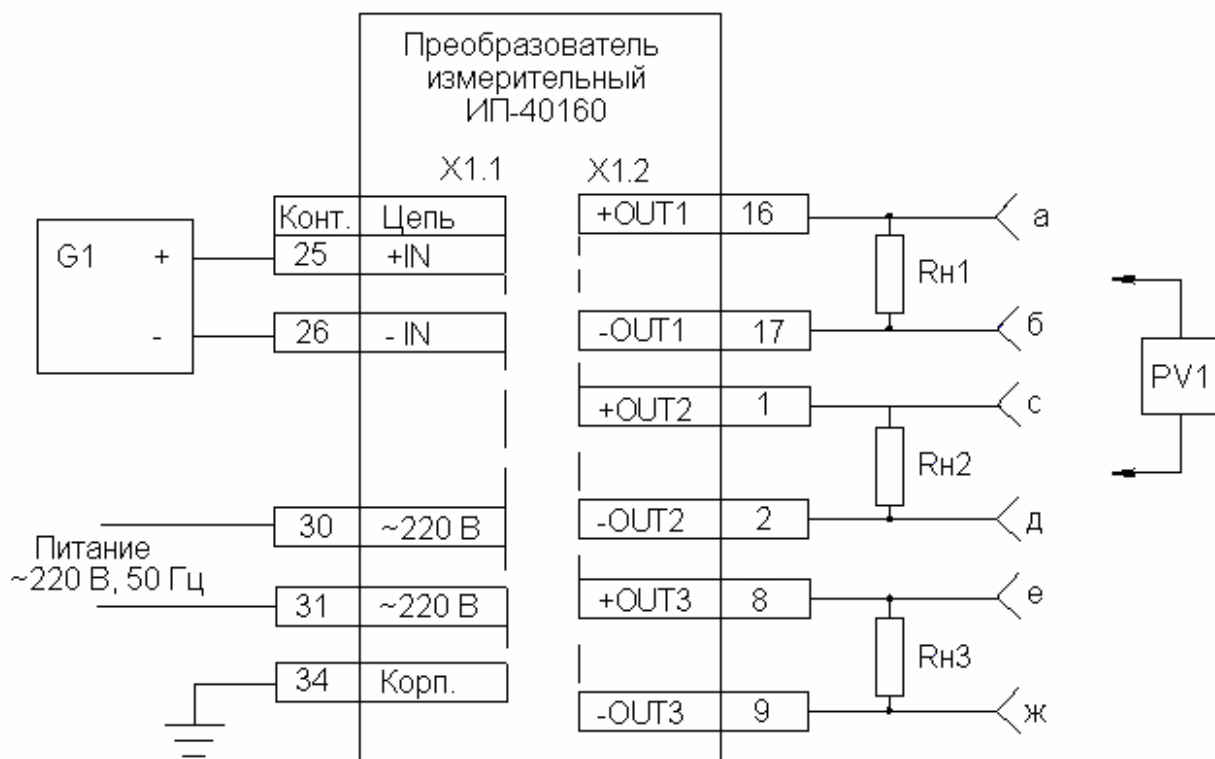 Преобразователь
измерительный
ИП-40160
X1.1
X1.2
Конт. Цепь
+OUT1 16
а
G1 +
25 +IN
Rн1
-
26 - IN
-OUT1 17
б
PV1
+OUT2 1
с
Rн2
30 ~220 В
-OUT2 2
д
Питание
~220 В, 50 Гц
31 ~220 В
+OUT3 8
е
Rн3
34 Корп.
-OUT3 9
ж